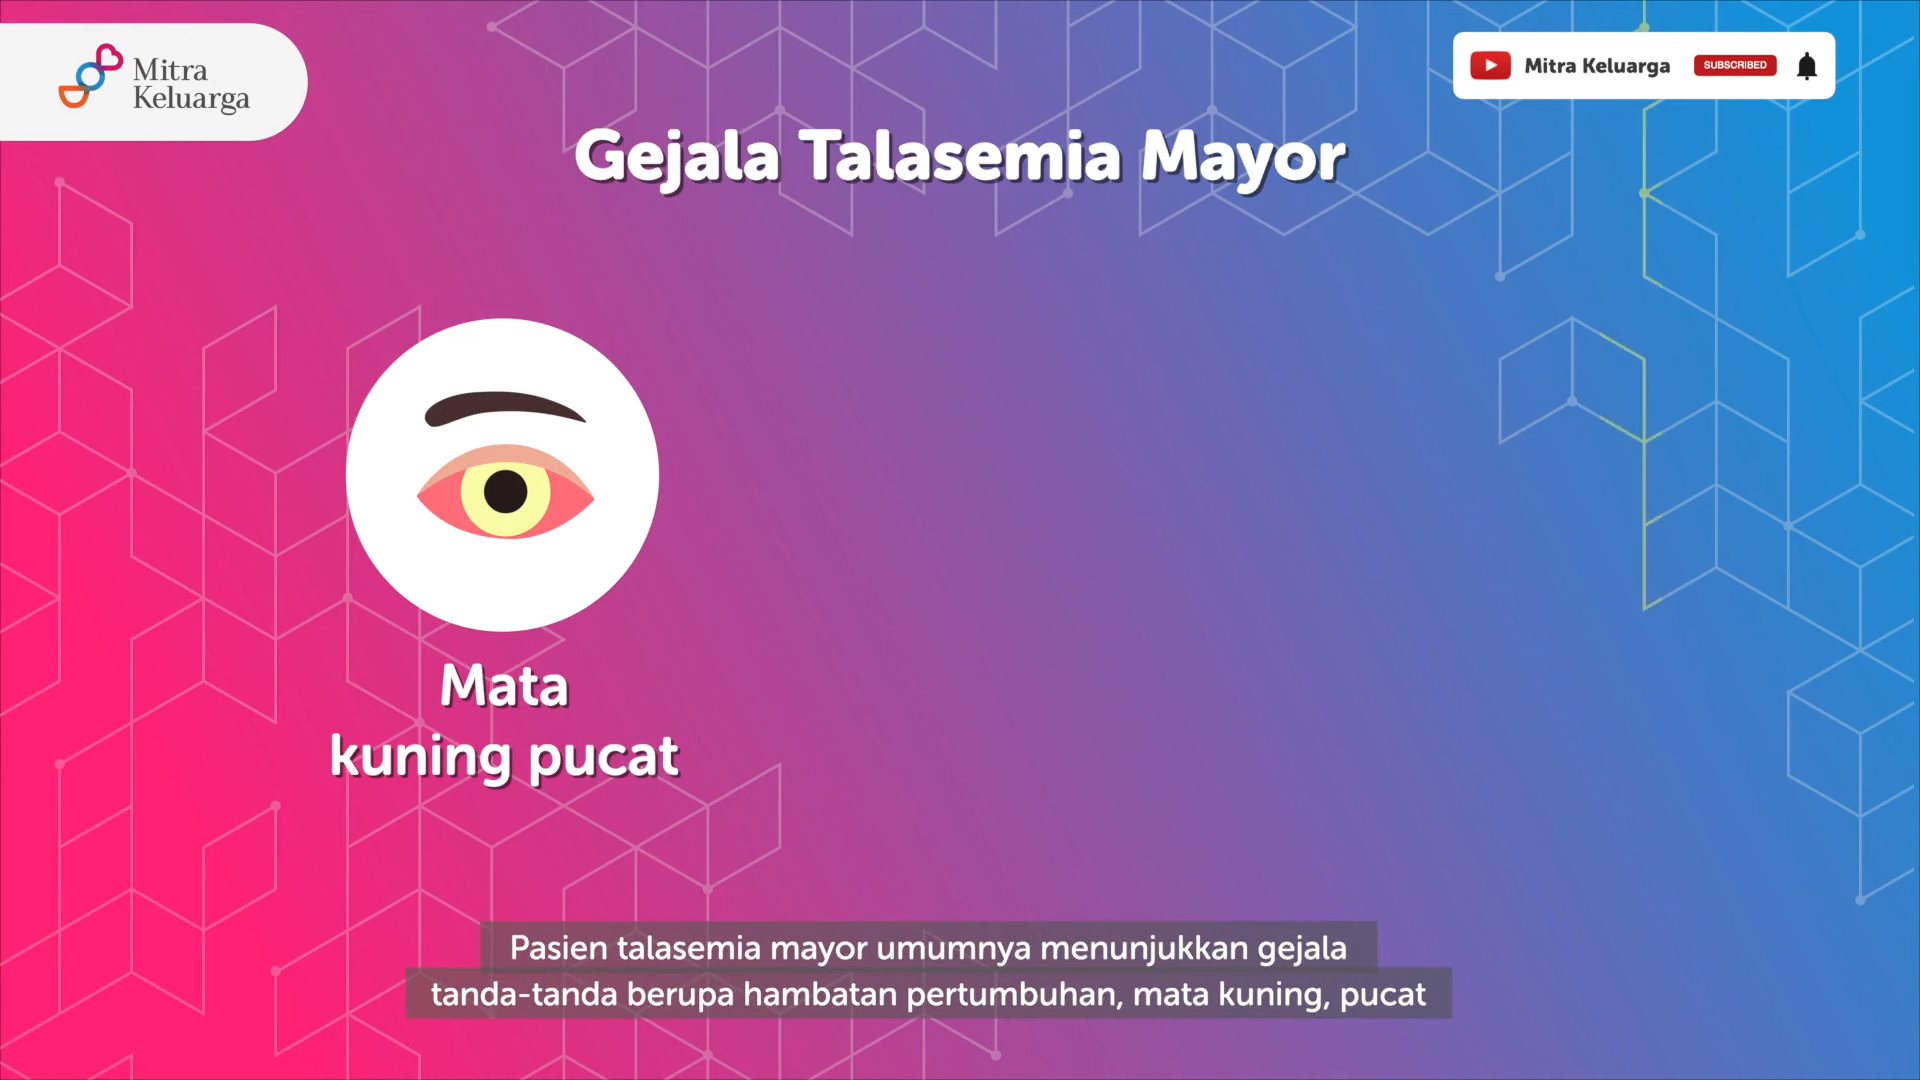 Mitra
Keluarga
Mitra Keluarga
SUBSCRIBED
Gejala Talasemia Mayor
Mata
kuning pucat
Pasien talasemia mayor umumnya menunjukkan gejala
tanda-tanda berupa hambatan pertumbuhan, mata kuning, pucat